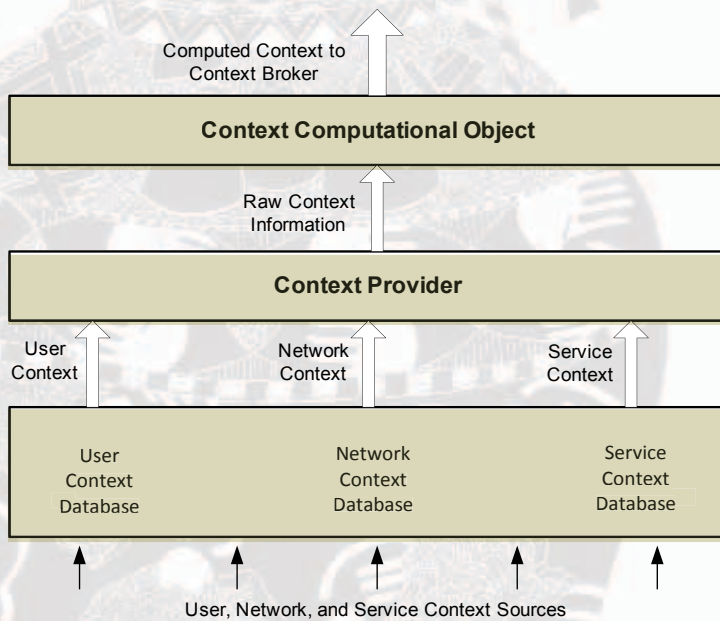 Computed Context to
Context Broker
Context Computational Object
Raw Context
Information
Context Provider
User
Context
Network
Context
Service
Context
User
Context
Database
Network
Context
Database
Service
Context
Database
User, Network, and Service Context Sources